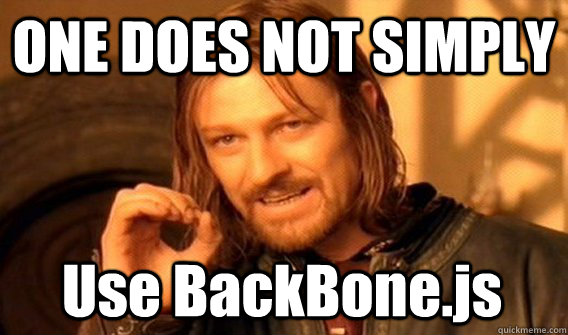 ONE DOES NOT SIMPLY
Use BackBone.js
quickmeme.com